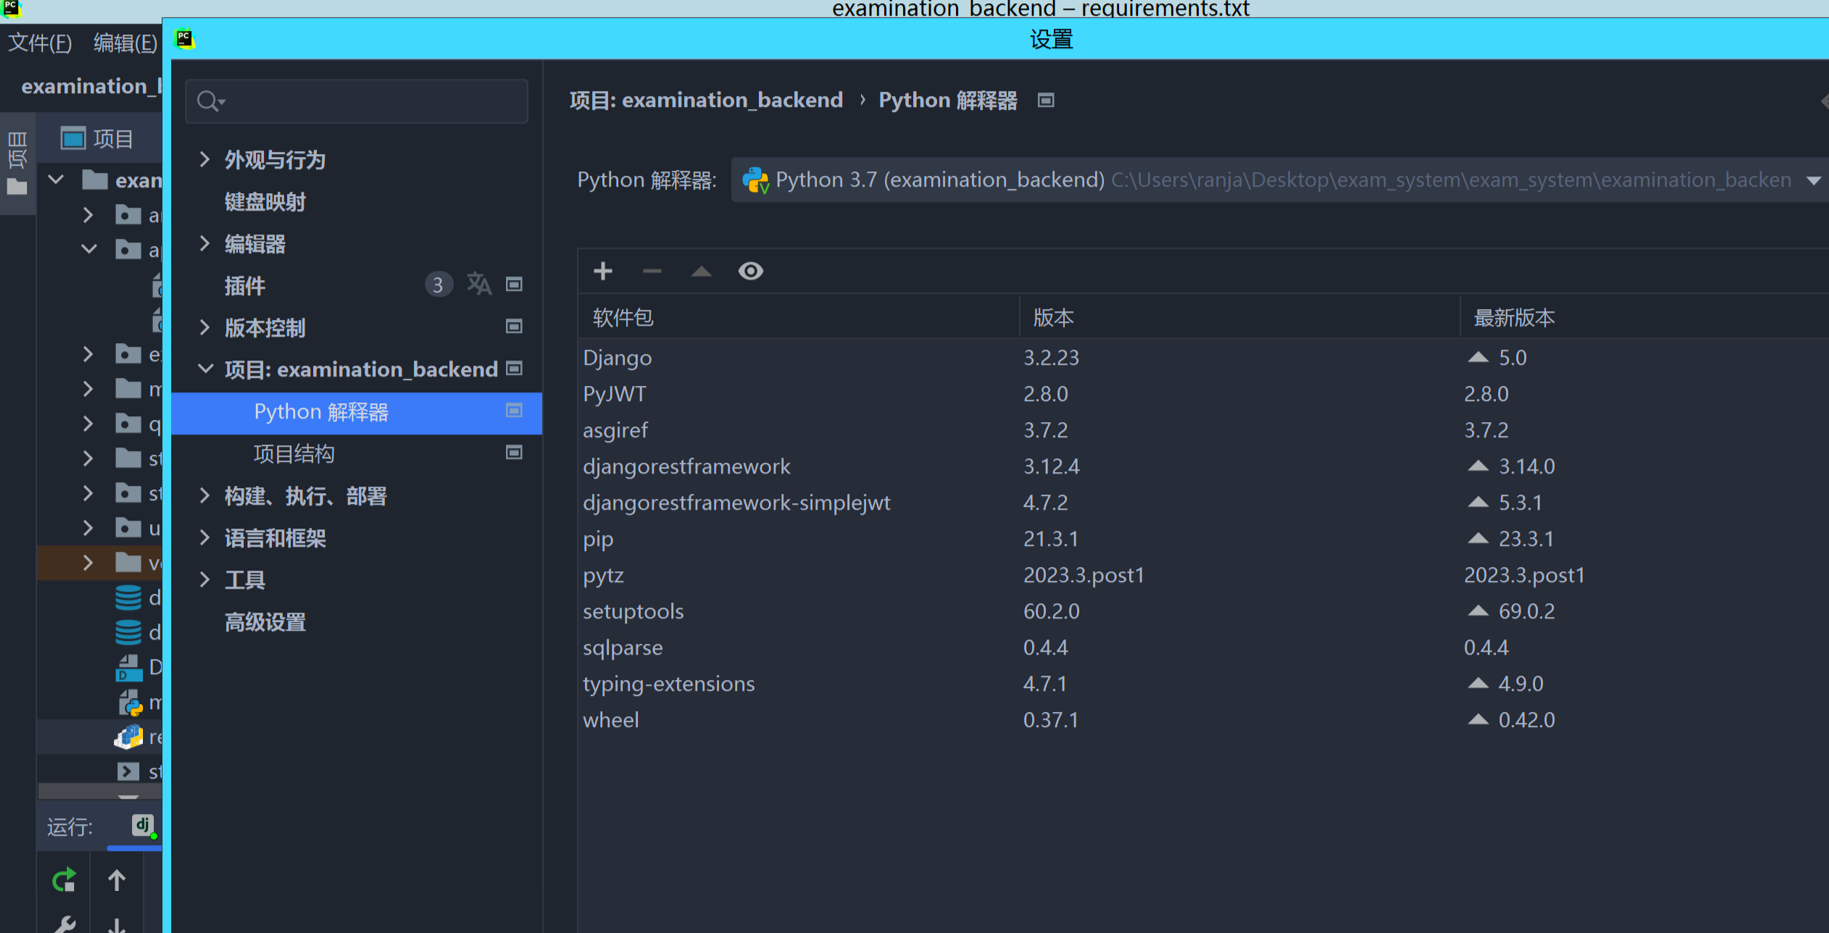 examination_backend – requirements.txt
文件(F) 编辑(E)
设置
examination_b
项目: examination_backend › Python 解释器
项目
项目
exam
Python 解释器: Python 3.7 (examination_backend) C:\Users\ranja\Desktop\exam_system\exam_system\examination_backen
外观与行为
键盘映射
编辑器
插件 3
版本控制
项目: examination_backend
Python 解释器
项目结构
构建、执行、部署
语言和框架
工具
高级设置
软件包 版本 最新版本
Django 3.2.23 5.0
PyJWT 2.8.0 2.8.0
asgiref 3.7.2 3.7.2
djangorestframework 3.12.4 3.14.0
djangorestframework-simplejwt 4.7.2 5.3.1
pip 21.3.1 23.3.1
pytz 2023.3.post1 2023.3.post1
setuptools 60.2.0 69.0.2
sqlparse 0.4.4 0.4.4
typing-extensions 4.7.1 4.9.0
wheel 0.37.1 0.42.0
运行: dj